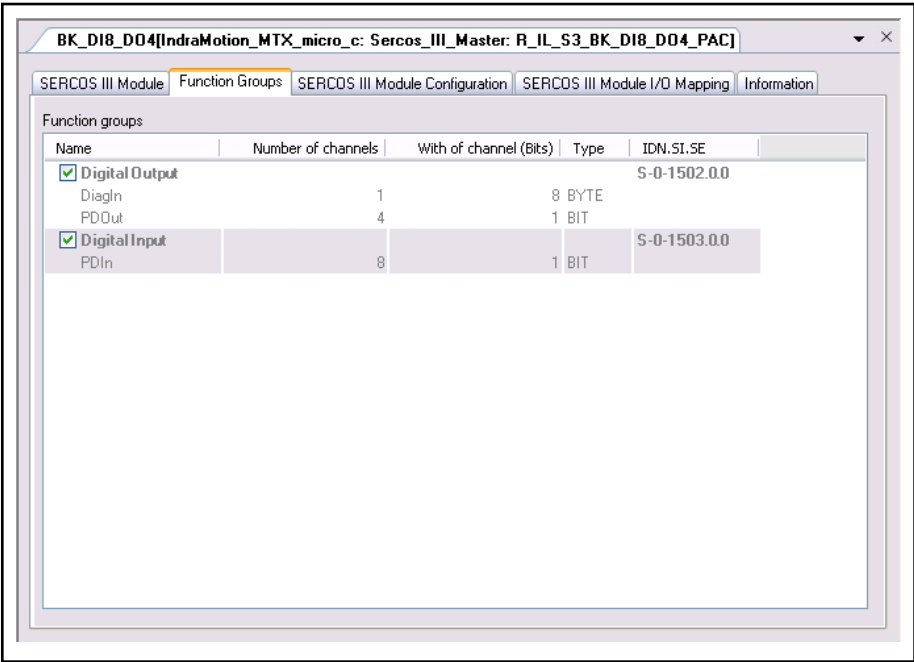 BK_DI8_DO4[IndraMotion_MTX_micro_c: Sercos_III_Master: R_IL_S3_BK_DI8_DO4_PAC]
SERCOS III Module Function Groups SERCOS III Module Configuration SERCOS III Module I/O Mapping Information
Function groups
Name Number of channels With of channel (Bits) Type IDN.SI.SE
Digital Output S-0-1502.0.0
DiagIn 1 8 BYTE
PDOut 4 1 BIT
Digital Input S-0-1503.0.0
PDIn 8 1 BIT